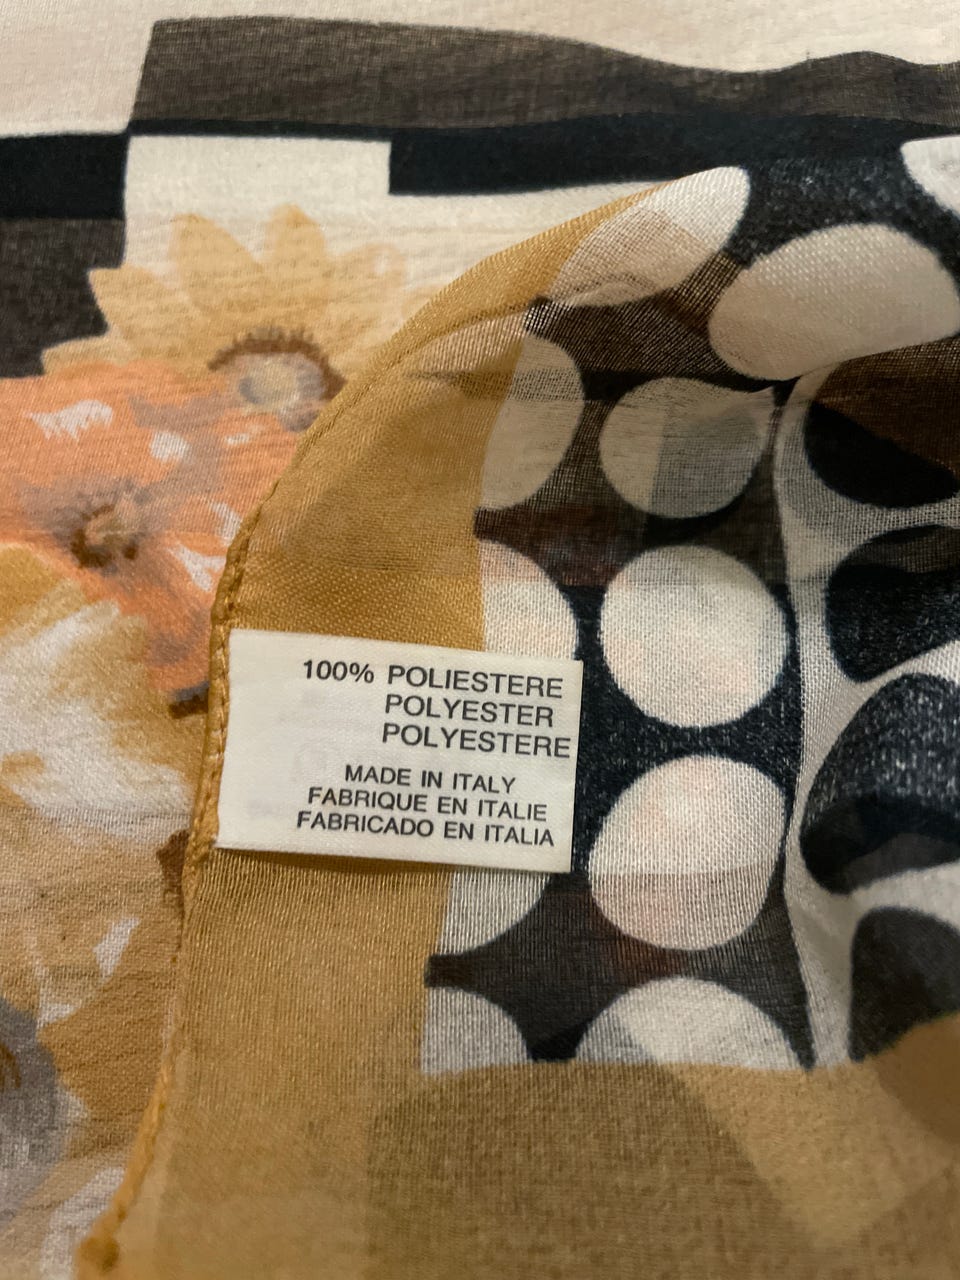 100% POLIESTERE
POLYESTER
POLYESTERE
MADE IN ITALY
FABRIQUE EN ITALIE
FABRICADO EN ITALIA